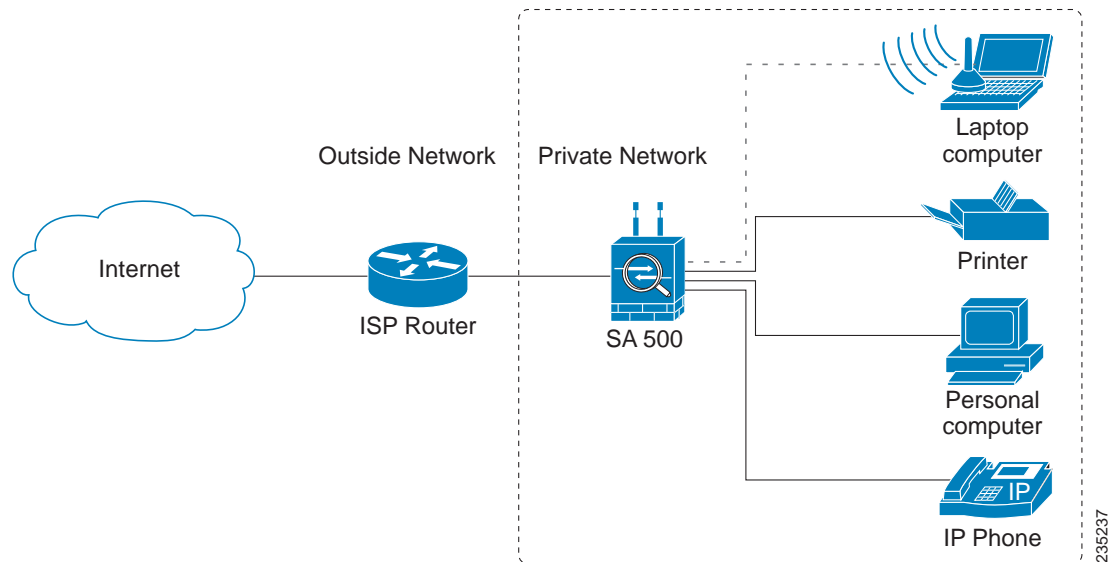 Outside Network
Private Network
Internet
ISP Router
SA 500
Laptop
computer
Printer
Personal
computer
IP
IP Phone
235237